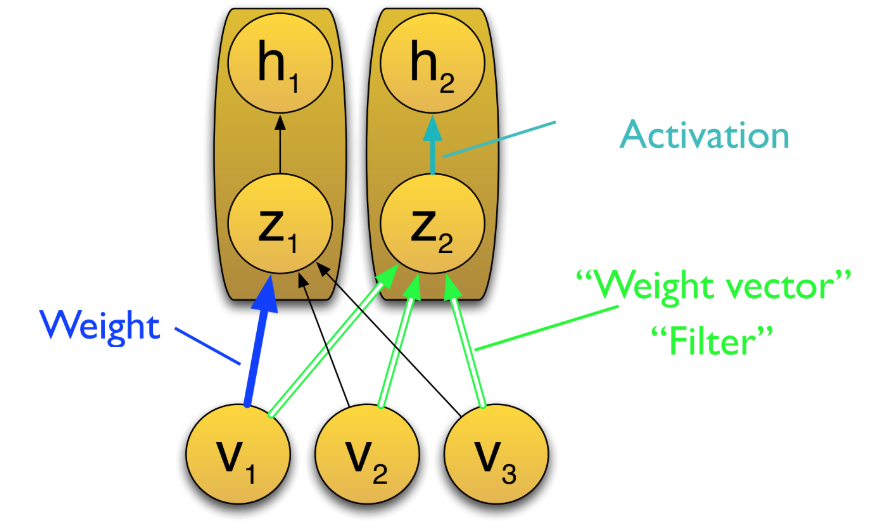 h₁ h₂
Activation
z₁ z₂
“Weight vector”
Weight
“Filter”
v₁ v₂ v₃